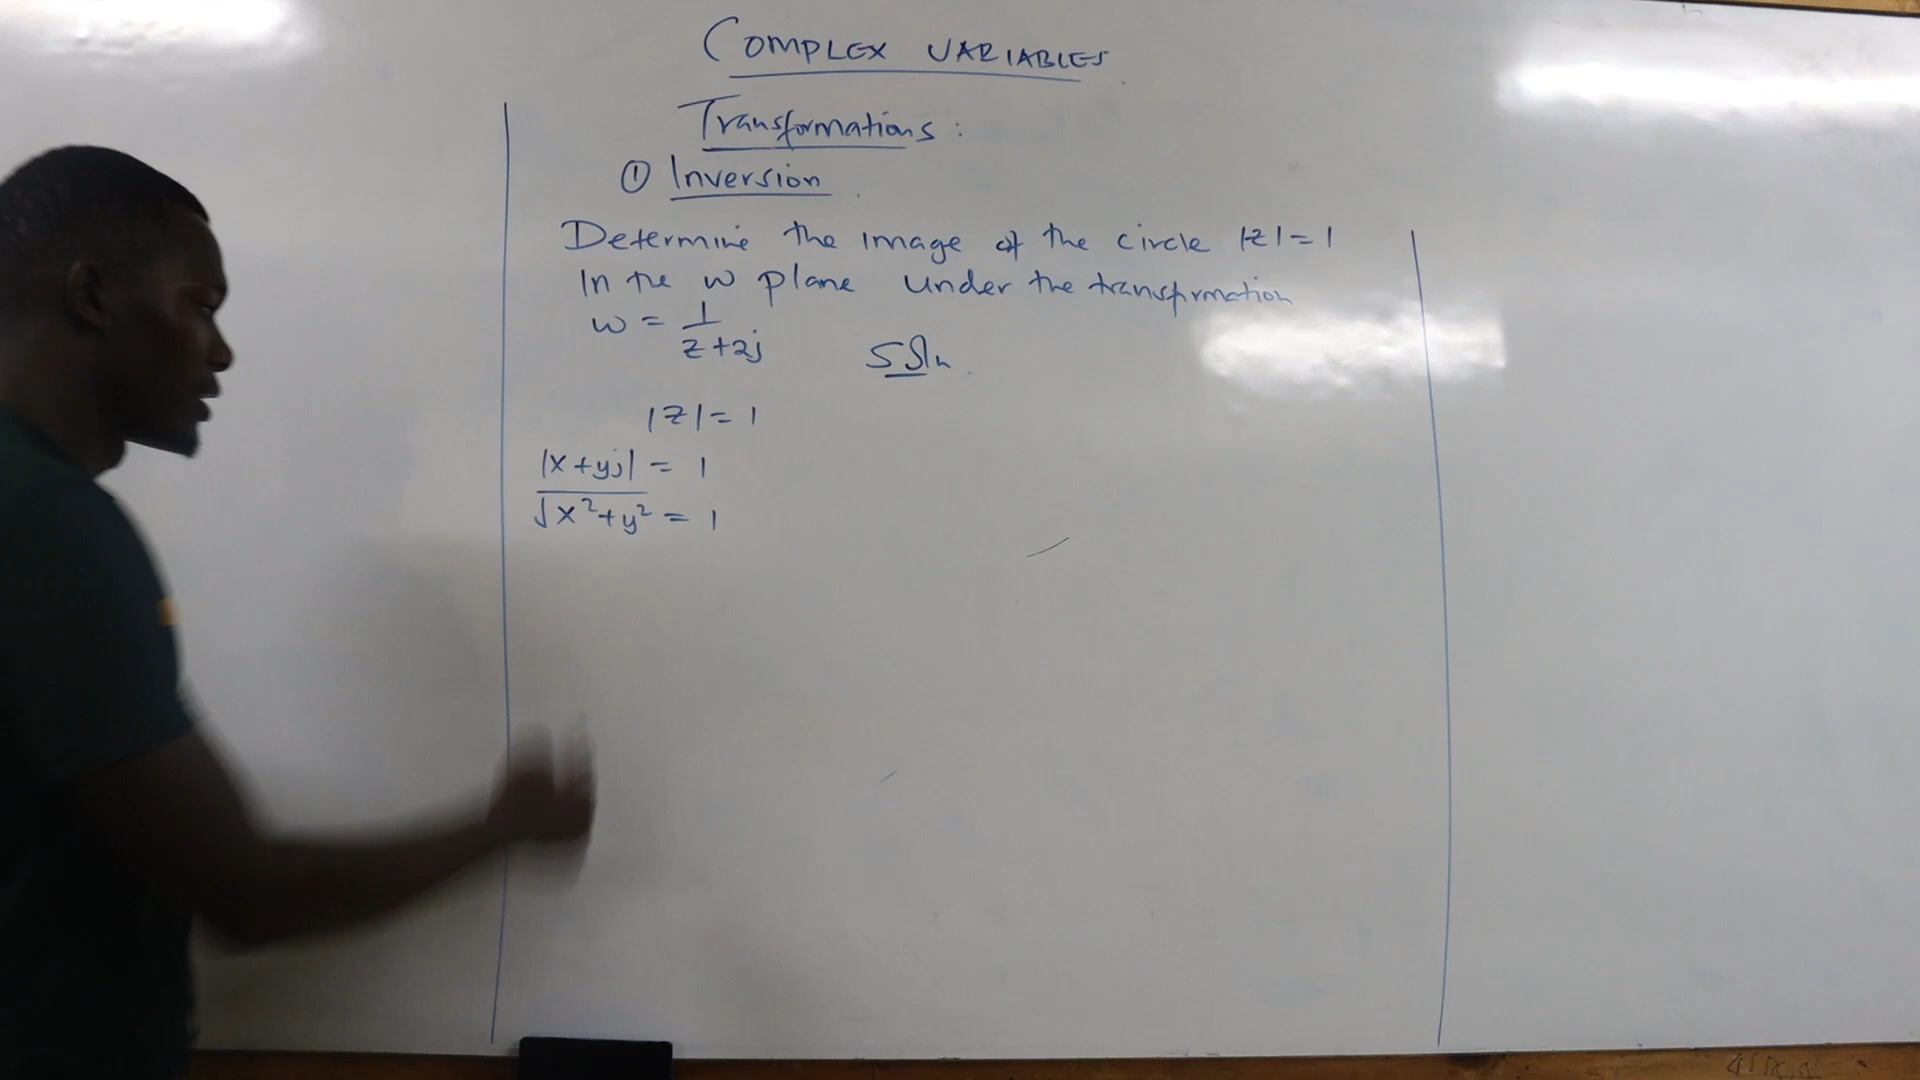 COMPLEX VARIABLES
Transformations:
① Inversion
Determine the image of the circle |z| = 1
In the w plane under the transformation
w = 1/(z+2j)
Soln
|z| = 1
|x+yj| = 1
√x²+y² = 1